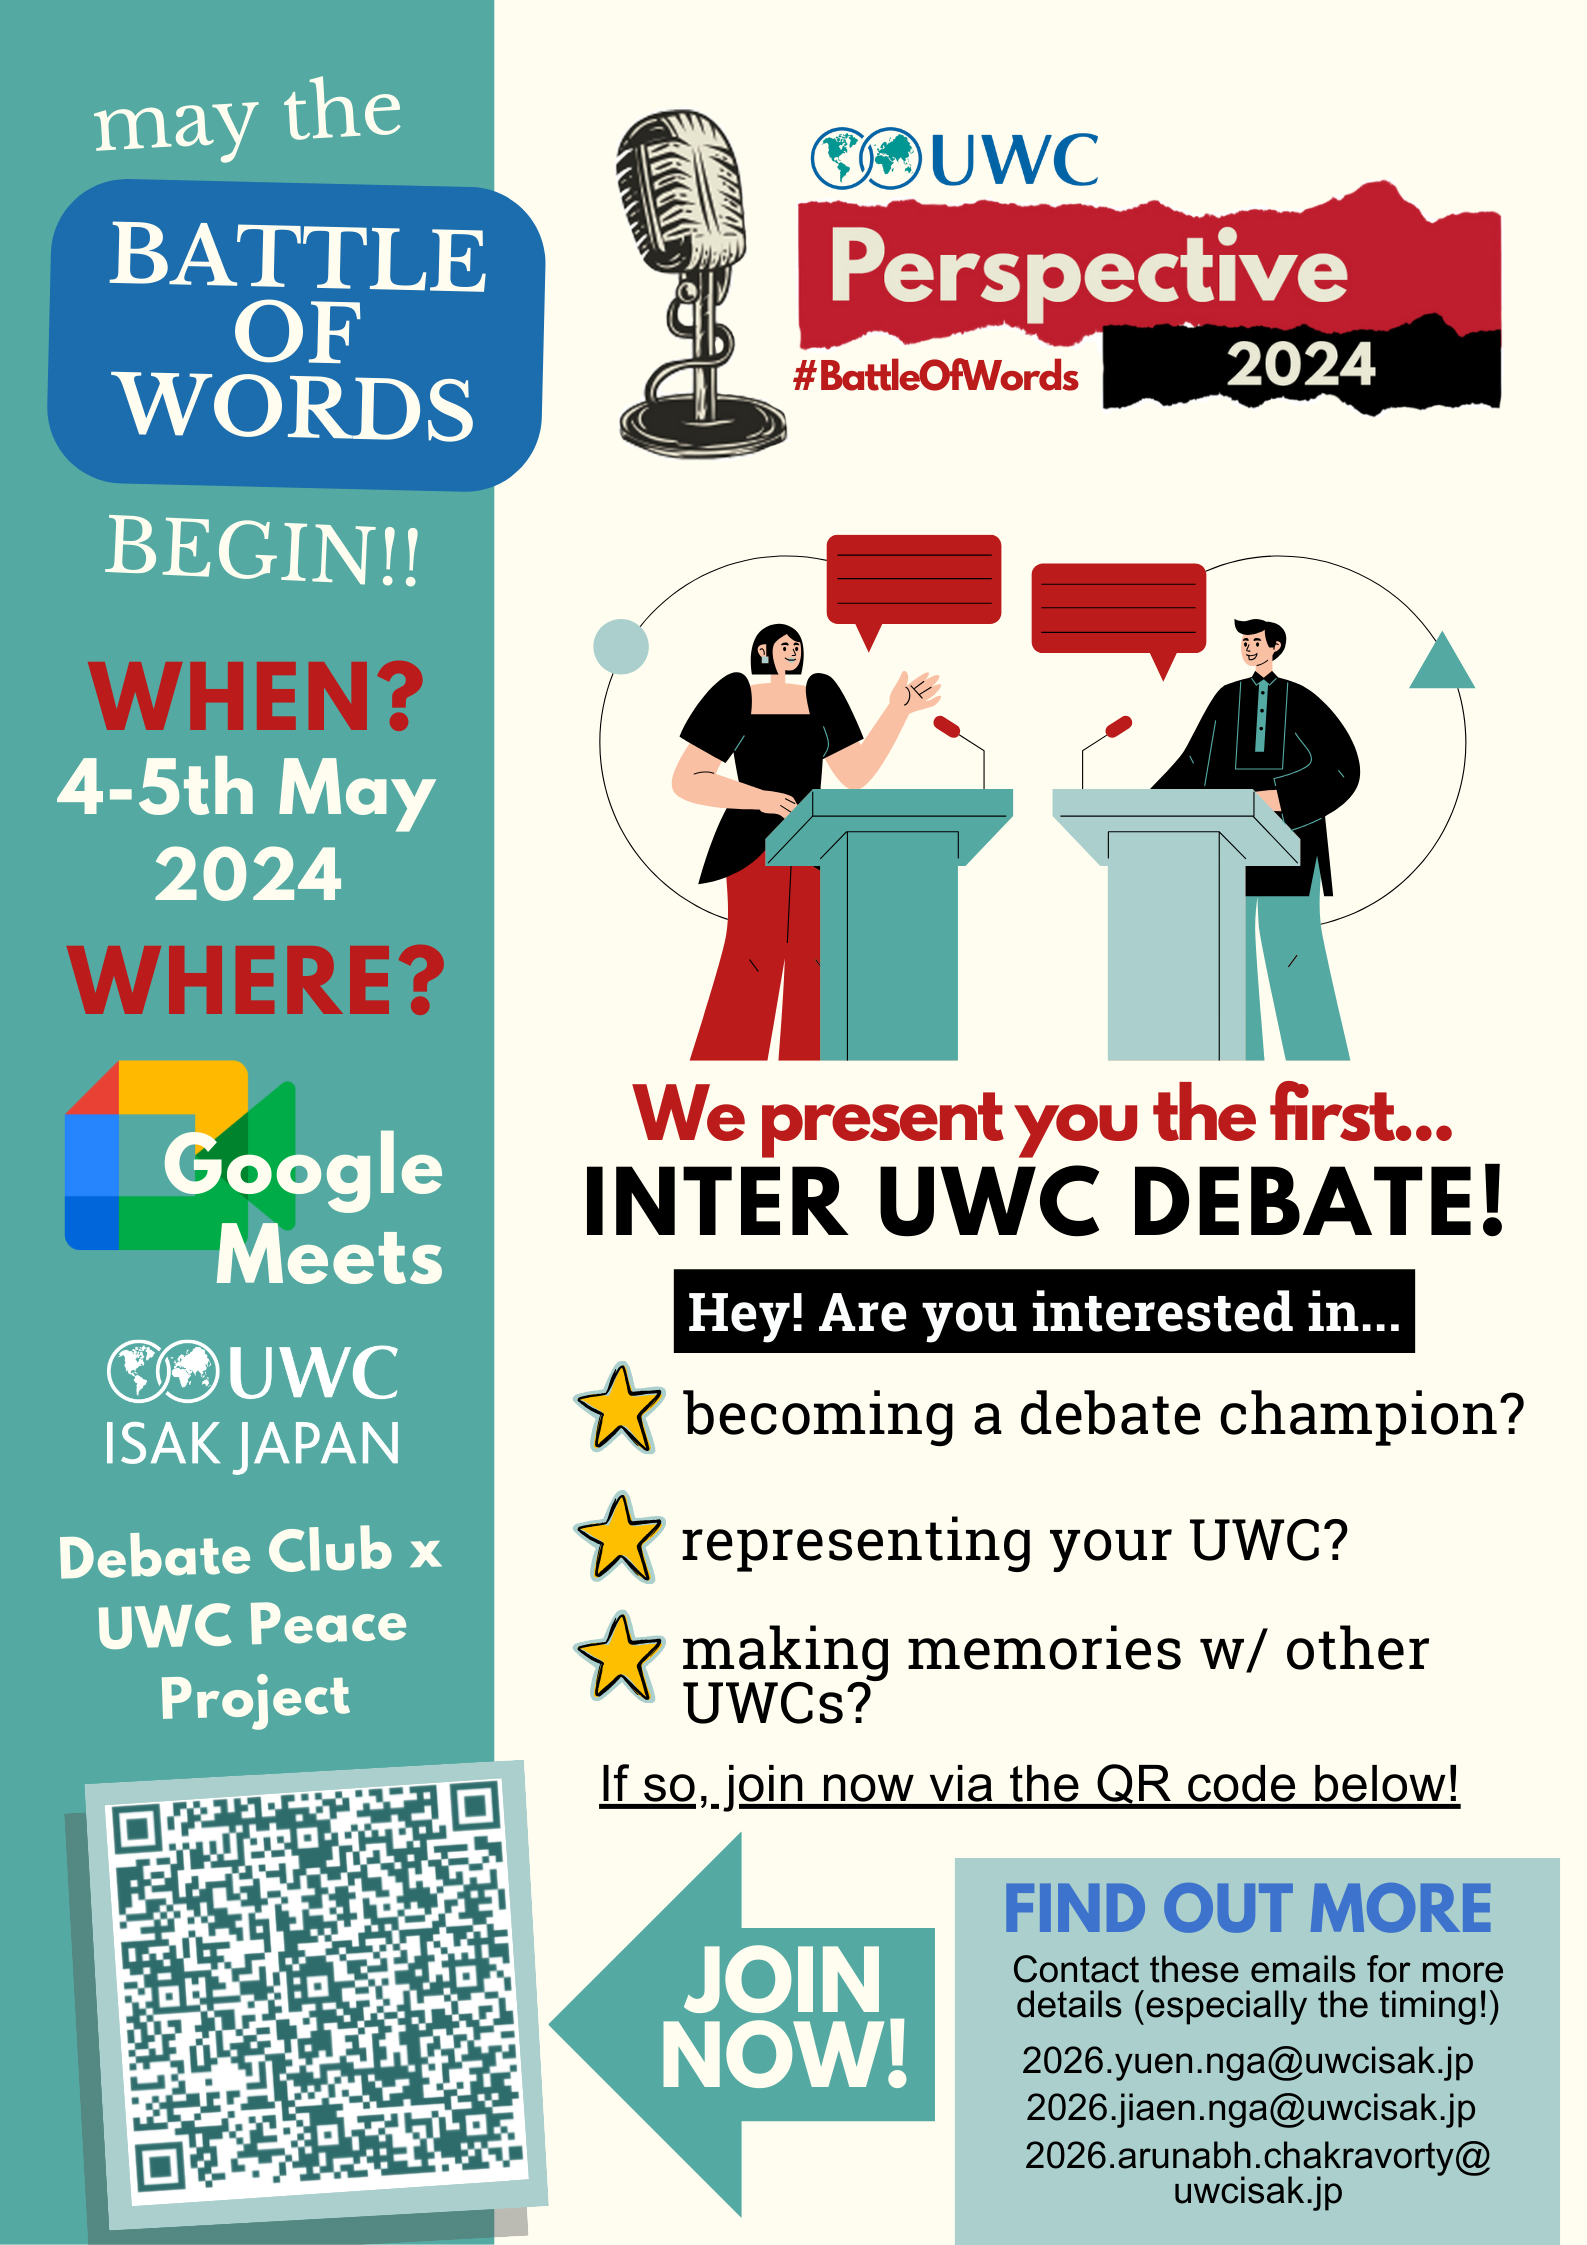 may the
BATTLE
OF
WORDS
BEGIN!!
WHEN?
4-5th May
2024
WHERE?
Google
Meets
UWC
ISAK JAPAN
Debate Club x
UWC Peace
Project
UWC
Perspective
2024
#BattleOfWords
We present you the first...
INTER UWC DEBATE!
Hey! Are you interested in...
becoming a debate champion?
representing your UWC?
making memories w/ other
UWCs?
If so, join now via the QR code below!
JOIN
NOW!
FIND OUT MORE
Contact these emails for more
details (especially the timing!)
2026.yuen.nga@uwcisak.jp
2026.jiaen.nga@uwcisak.jp
2026.arunabh.chakravorty@
uwcisak.jp